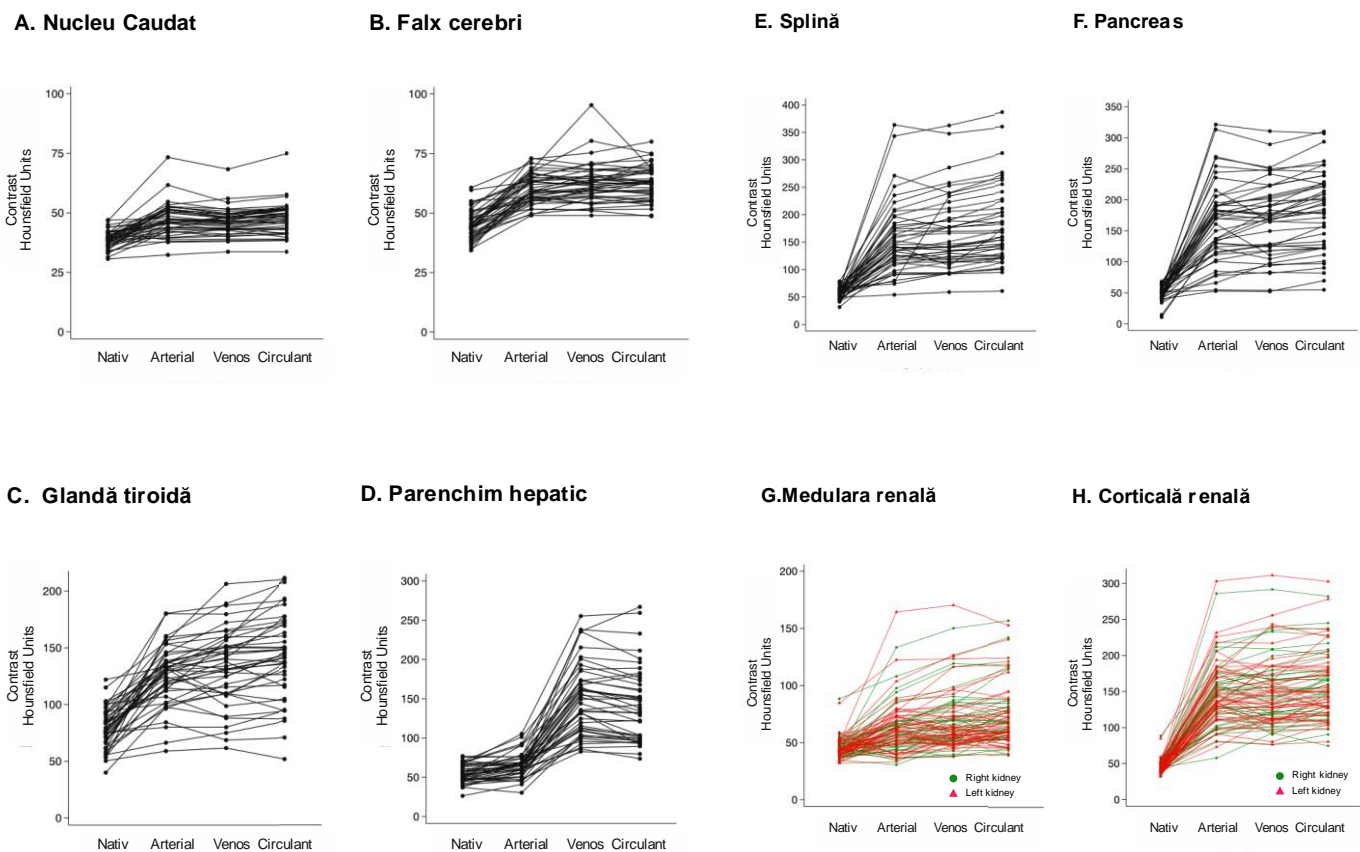 A. Nucleu Caudat
Contrast
Hounsfield Units
100
75
50
25
0
Nativ Arterial Venos Circulant
B. Falx cerebri
Contrast
Hounsfield Units
100
75
50
25
0
Nativ Arterial Venos Circulant
E. Splină
Contrast
Hounsfield Units
400
350
300
250
200
150
100
50
0
Nativ Arterial Venos Circulant
F. Pancreas
Contrast
Hounsfield Units
350
300
250
200
150
100
50
0
Nativ Arterial Venos Circulant
C. Glandă tiroidă
Contrast
Hounsfield Units
200
150
100
50
0
Nativ Arterial Venos Circulant
D. Parenchim hepatic
Contrast
Hounsfield Units
300
250
200
150
100
50
0
Nativ Arterial Venos Circulant
G.Medulara renală
Contrast
Hounsfield Units
200
150
100
50
0
Right kidney
Left kidney
Nativ Arterial Venos Circulant
H. Corticală renală
Contrast
Hounsfield Units
300
250
200
150
100
50
0
Right kidney
Left kidney
Nativ Arterial Venos Circulant